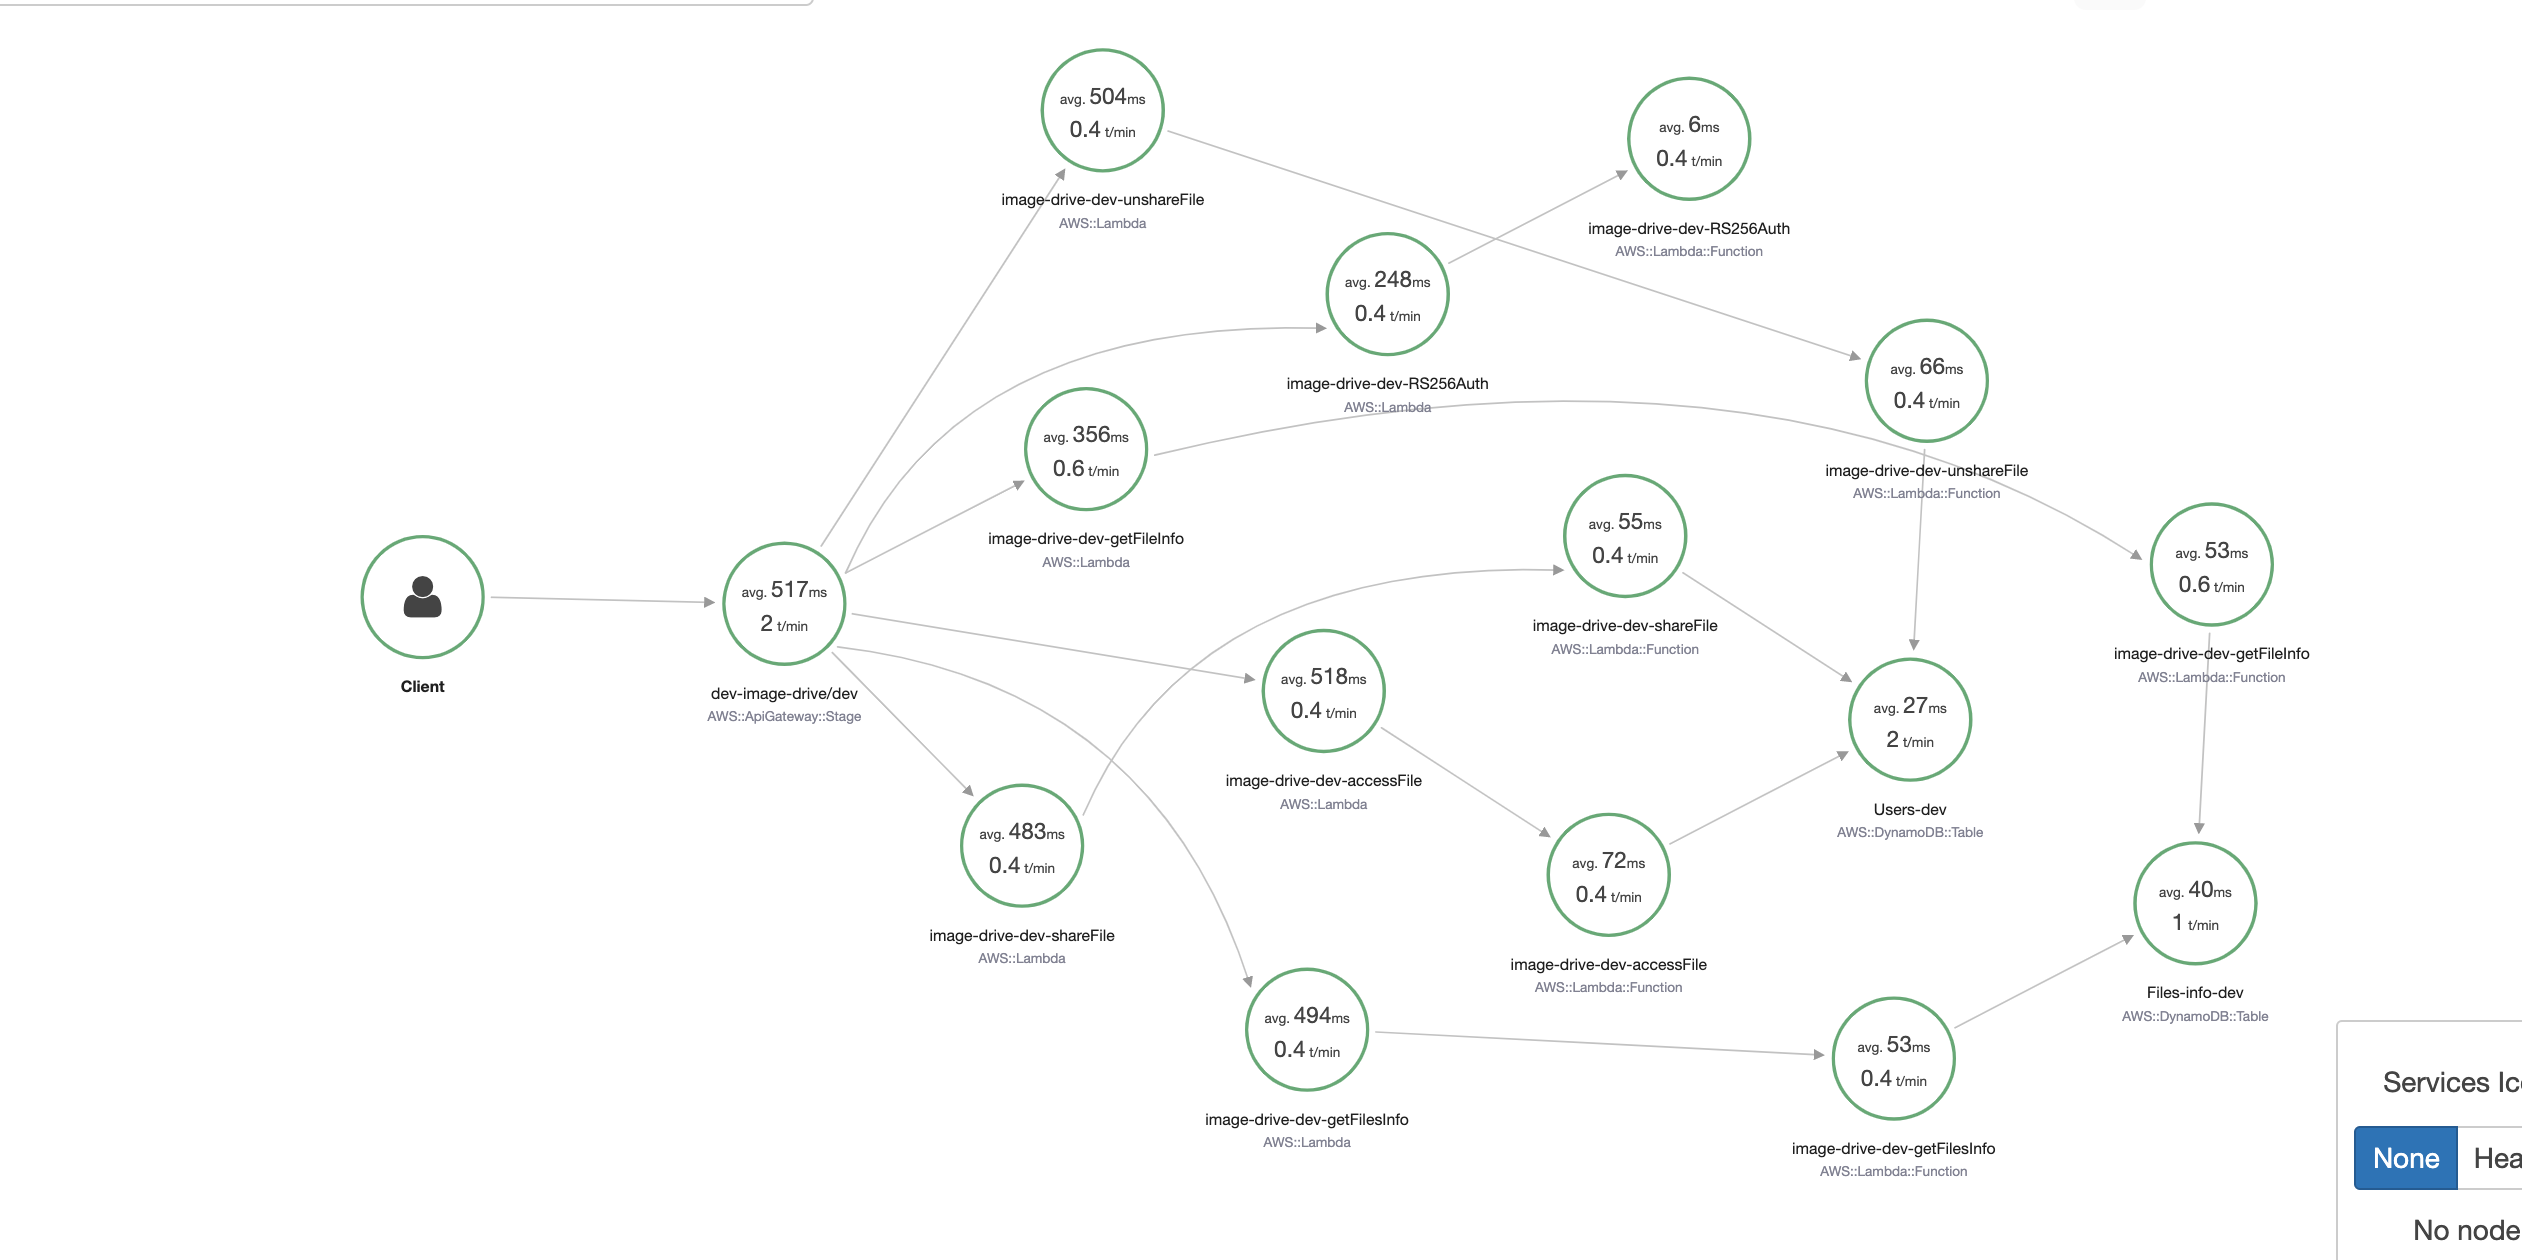 avg. 504ms
0.4 t/min
image-drive-dev-unshareFile
AWS::Lambda
avg. 6ms
0.4 t/min
image-drive-dev-RS256Auth
AWS::Lambda::Function
avg. 248ms
0.4 t/min
image-drive-dev-RS256Auth
AWS::Lambda
avg. 66ms
0.4 t/min
image-drive-dev-unshareFile
AWS::Lambda::Function
avg. 356ms
0.6 t/min
image-drive-dev-getFileInfo
AWS::Lambda
avg. 55ms
0.4 t/min
image-drive-dev-shareFile
AWS::Lambda::Function
avg. 53ms
0.6 t/min
image-drive-dev-getFileInfo
AWS::Lambda::Function
Client
avg. 517ms
2 t/min
dev-image-drive/dev
AWS::ApiGateway::Stage
avg. 518ms
0.4 t/min
image-drive-dev-accessFile
AWS::Lambda
avg. 27ms
2 t/min
Users-dev
AWS::DynamoDB::Table
avg. 483ms
0.4 t/min
image-drive-dev-shareFile
AWS::Lambda
avg. 72ms
0.4 t/min
image-drive-dev-accessFile
AWS::Lambda::Function
avg. 40ms
1 t/min
Files-info-dev
AWS::DynamoDB::Table
avg. 494ms
0.4 t/min
image-drive-dev-getFilesInfo
AWS::Lambda
avg. 53ms
0.4 t/min
image-drive-dev-getFilesInfo
AWS::Lambda::Function
Services Ic
None Hea
No node